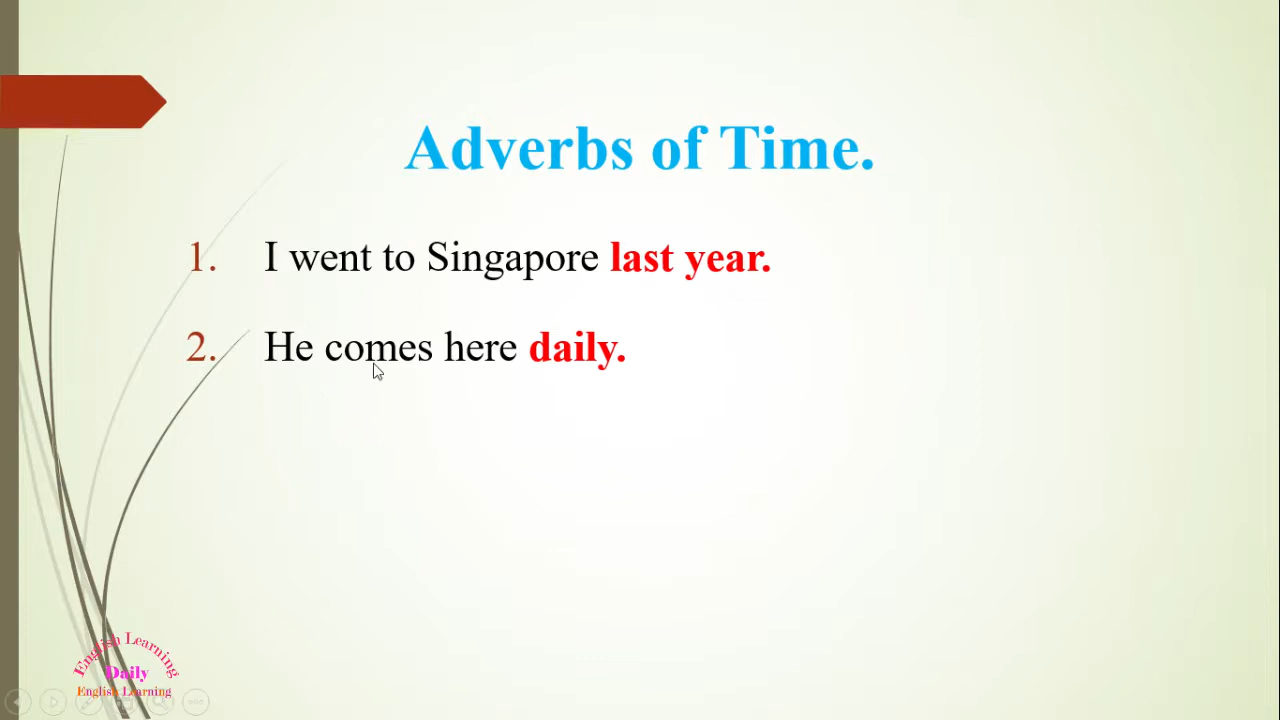 Adverbs of Time.
1. I went to Singapore last year.
2. He comes here daily.
English Learning
Daily
English Learning